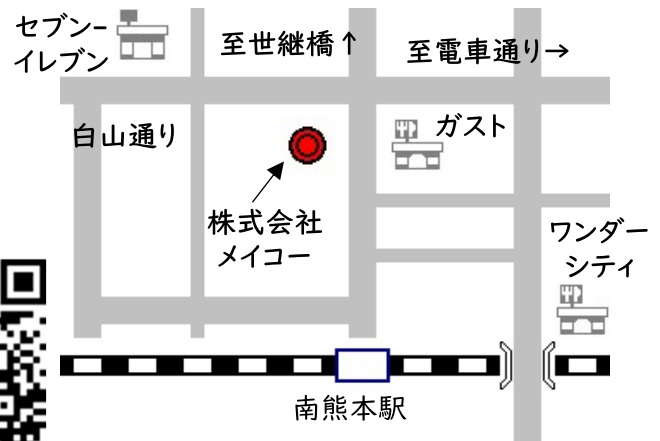 セブン-
イレブン
至世継橋↑
至電車通り→
白山通り
ガスト
株式会社
メイコー
ワンダー
シティ
南熊本駅